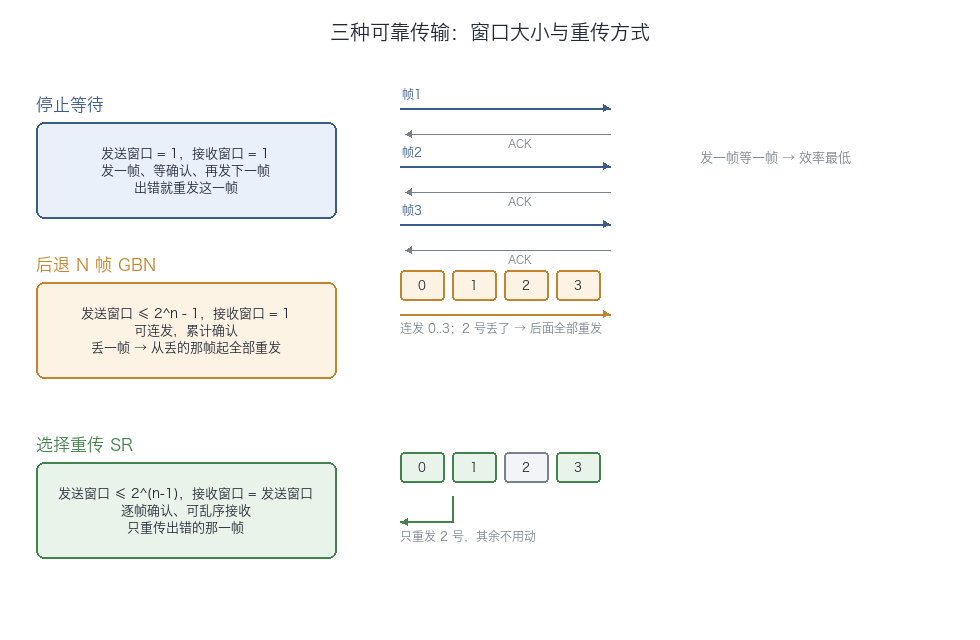 三种可靠传输：窗口大小与重传方式
停止等待
发送窗口 = 1，接收窗口 = 1
发一帧、等确认、再发下一帧
出错就重发这一帧
帧1
ACK
帧2
ACK
帧3
ACK
发一帧等一帧 → 效率最低
后退 N 帧 GBN
发送窗口 ≤ 2^n - 1，接收窗口 = 1
可连发，累计确认
丢一帧 → 从丢的那帧起全部重发
0 1 2 3
连发 0..3；2 号丢了 → 后面全部重发
选择重传 SR
发送窗口 ≤ 2^(n-1)，接收窗口 = 发送窗口
逐帧确认、可乱序接收
只重传出错的那一帧
0 1 2 3
只重发 2 号，其余不用动